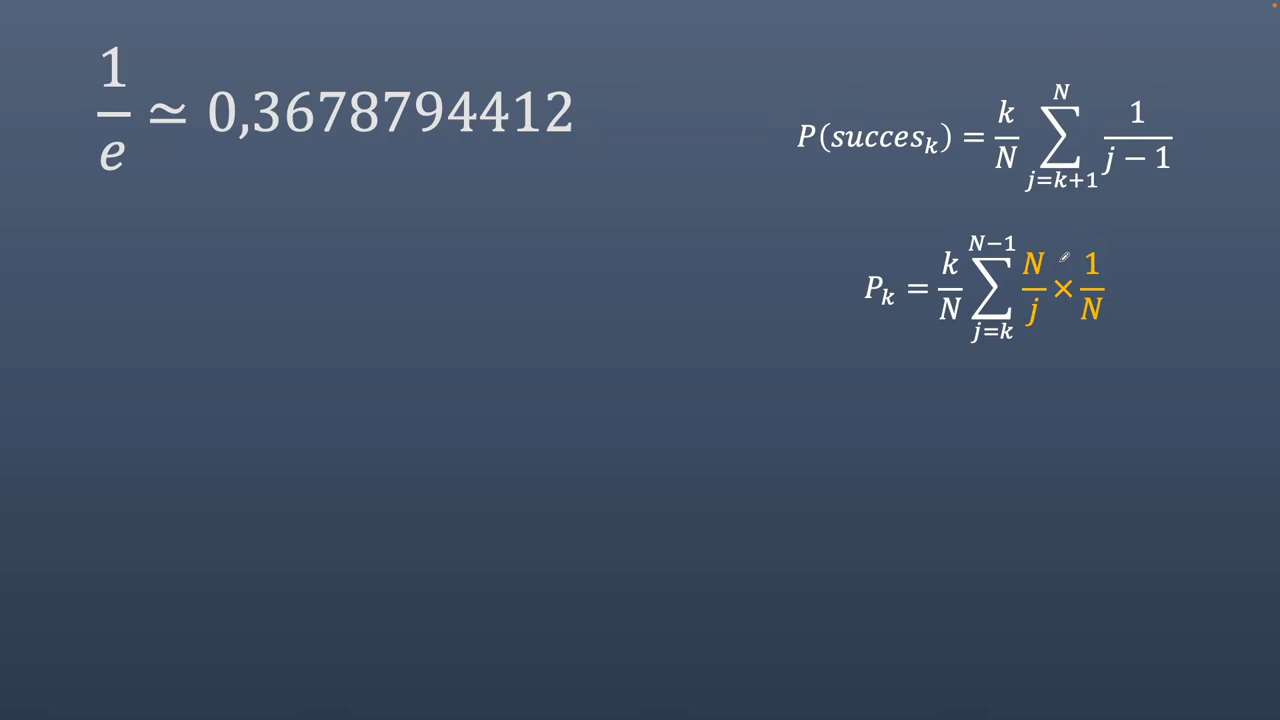 1/e ≃ 0,3678794412
P(succes_k) = k/N ∑_{j=k+1}^{N} 1/(j − 1)
P_k = k/N ∑_{j=k}^{N−1} N/j × 1/N